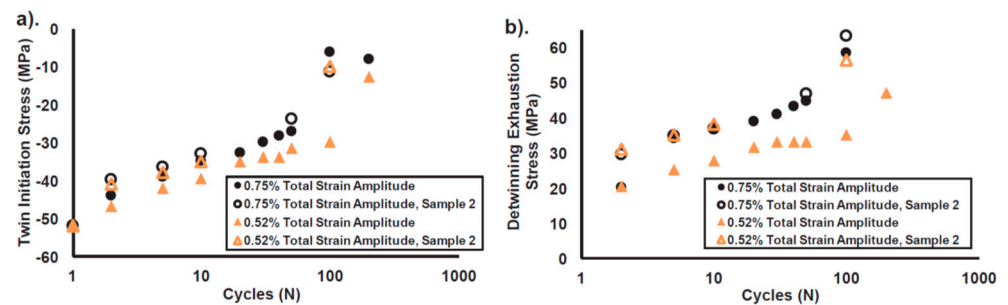 a).
Twin Initiation Stress (MPa)
0
-10
-20
-30
-40
-50
-60
1
10
100
1000
Cycles (N)
0.75% Total Strain Amplitude
0.75% Total Strain Amplitude, Sample 2
0.52% Total Strain Amplitude
0.52% Total Strain Amplitude, Sample 2
b).
Detwinning Exhaustion
Stress (MPa)
60
50
40
30
20
10
0
1
10
100
1000
Cycles (N)
0.75% Total Strain Amplitude
0.75% Total Strain Amplitude, Sample 2
0.52% Total Strain Amplitude
0.52% Total Strain Amplitude, Sample 2